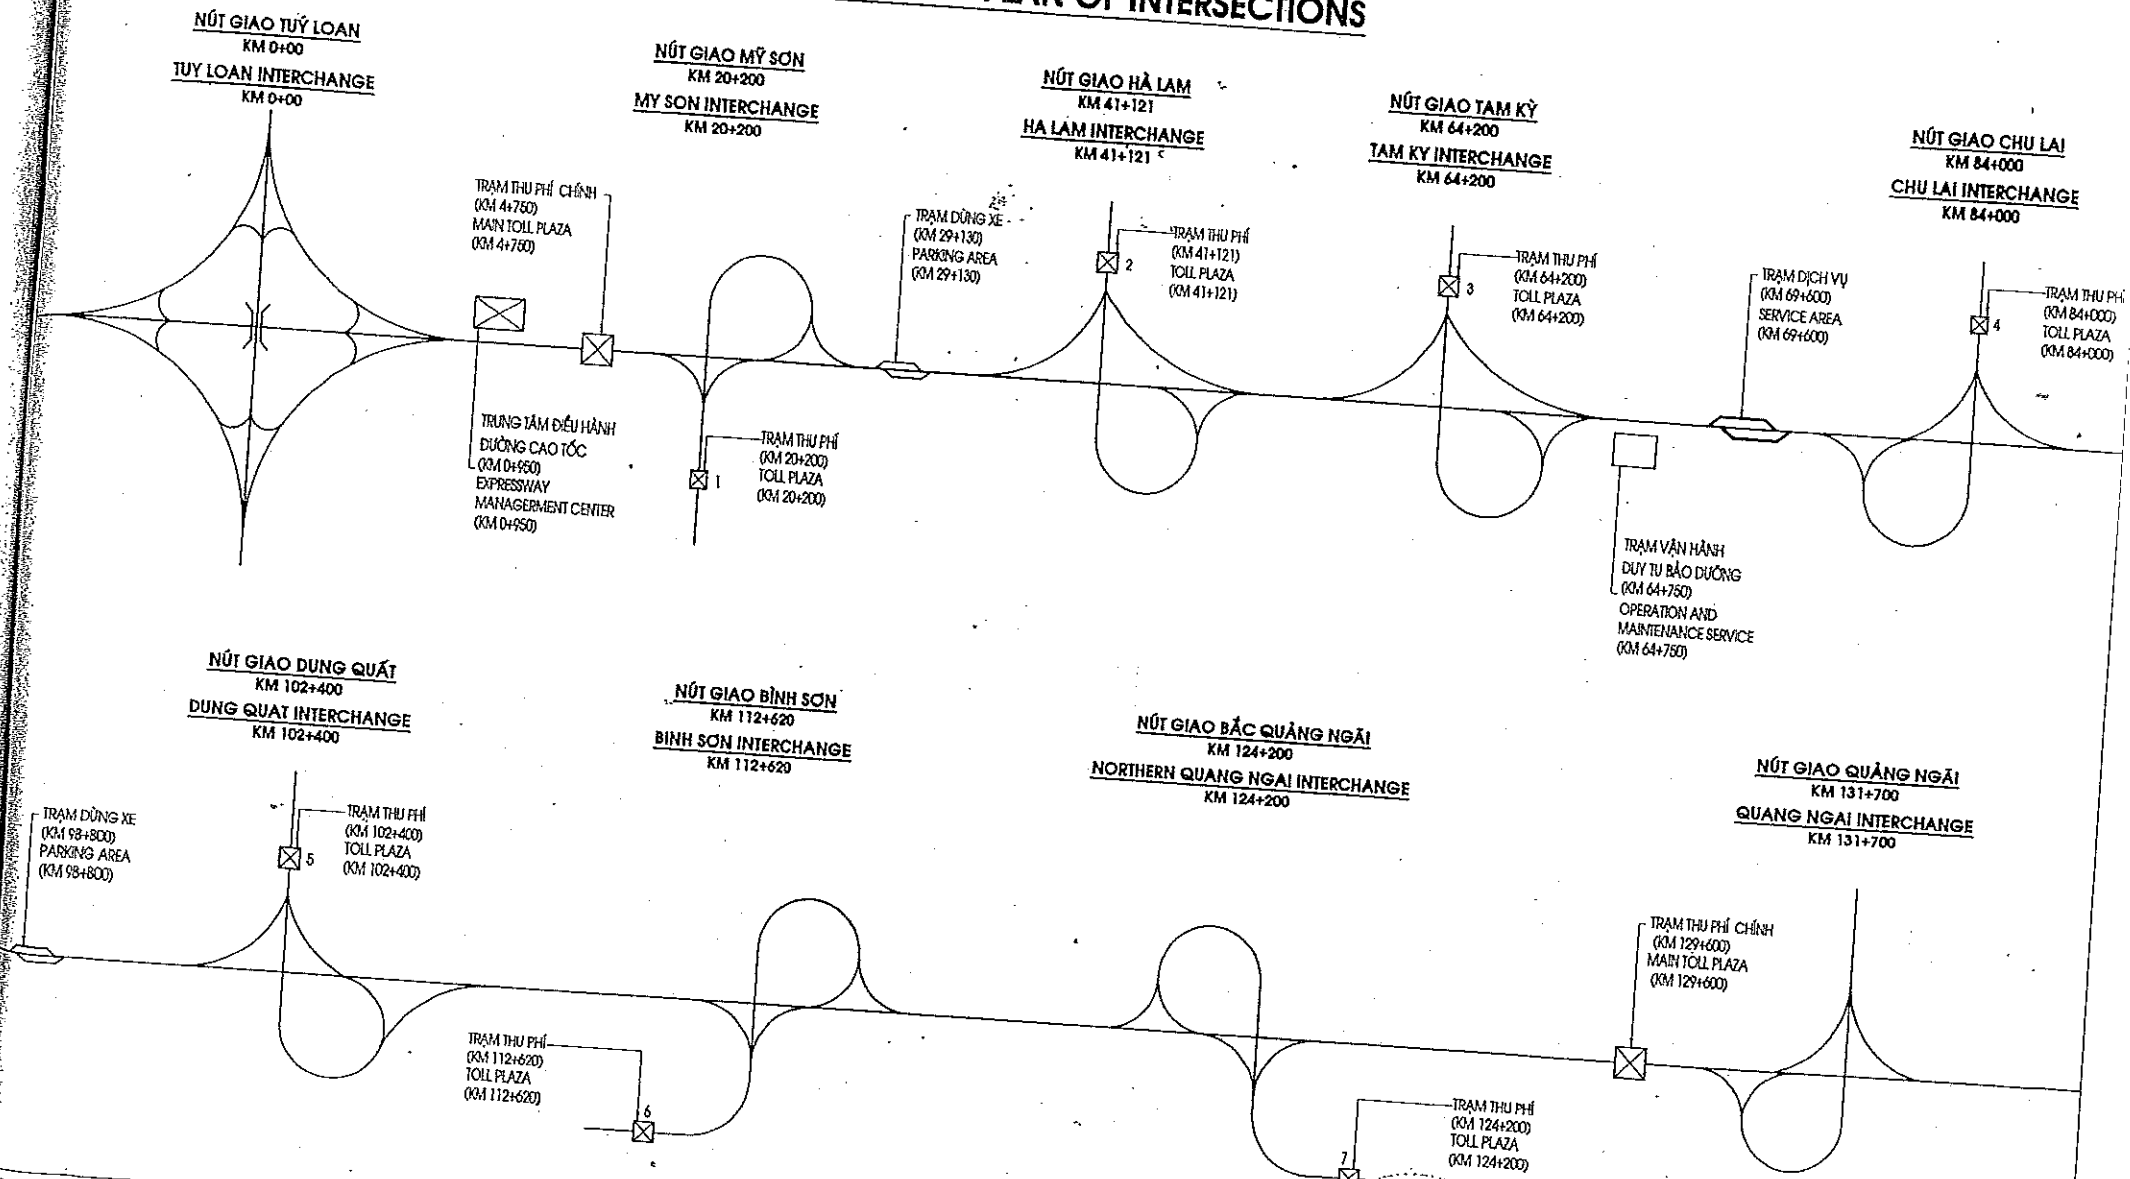 PLAN OF INTERSECTIONS
NÚT GIAO TUÝ LOAN
KM 0+00
TUY LOAN INTERCHANGE
KM 0+00
NÚT GIAO MỸ SƠN
KM 20+200
MY SON INTERCHANGE
KM 20+200
NÚT GIAO HÀ LAM
KM 41+121
HA LAM INTERCHANGE
KM 41+121
NÚT GIAO TAM KỲ
KM 64+200
TAM KY INTERCHANGE
KM 64+200
NÚT GIAO CHU LAI
KM 84+000
CHU LAI INTERCHANGE
KM 84+000
TRẠM THU PHÍ CHÍNH
(KM 4+750)
MAIN TOLL PLAZA
(KM 4+750)
TRẠM DỪNG XE
(KM 29+130)
PARKING AREA
(KM 29+130)
2
TRẠM THU PHÍ
(KM 41+121)
TOLL PLAZA
(KM 41+121)
3
TRẠM THU PHÍ
(KM 64+200)
TOLL PLAZA
(KM 64+200)
TRẠM DỊCH VỤ
(KM 69+600)
SERVICE AREA
(KM 69+600)
4
TRẠM THU PHÍ
(KM 84+000)
TOLL PLAZA
(KM 84+000)
TRUNG TÂM ĐIỀU HÀNH
ĐƯỜNG CAO TỐC
(KM 0+950)
EXPRESSWAY
MANAGERMENT CENTER
(KM 0+950)
1
TRẠM THU PHÍ
(KM 20+200)
TOLL PLAZA
(KM 20+200)
TRẠM VẬN HÀNH
DUY TU BẢO DƯỠNG
(KM 64+750)
OPERATION AND
MAINTENANCE SERVICE
(KM 64+750)
NÚT GIAO DUNG QUẤT
KM 102+400
DUNG QUAT INTERCHANGE
KM 102+400
NÚT GIAO BÌNH SƠN
KM 112+620
BINH SƠN INTERCHANGE
KM 112+620
NÚT GIAO BẮC QUẢNG NGÃI
KM 124+200
NORTHERN QUANG NGAI INTERCHANGE
KM 124+200
NÚT GIAO QUẢNG NGÃI
KM 131+700
QUANG NGAI INTERCHANGE
KM 131+700
TRẠM DỪNG XE
(KM 98+800)
PARKING AREA
(KM 98+800)
5
TRẠM THU PHÍ
(KM 102+400)
TOLL PLAZA
(KM 102+400)
TRẠM THU PHÍ
(KM 112+620)
TOLL PLAZA
(KM 112+620)
6
TRẠM THU PHÍ CHÍNH
(KM 129+600)
MAIN TOLL PLAZA
(KM 129+600)
7
TRẠM THU PHÍ
(KM 124+200)
TOLL PLAZA
(KM 124+200)